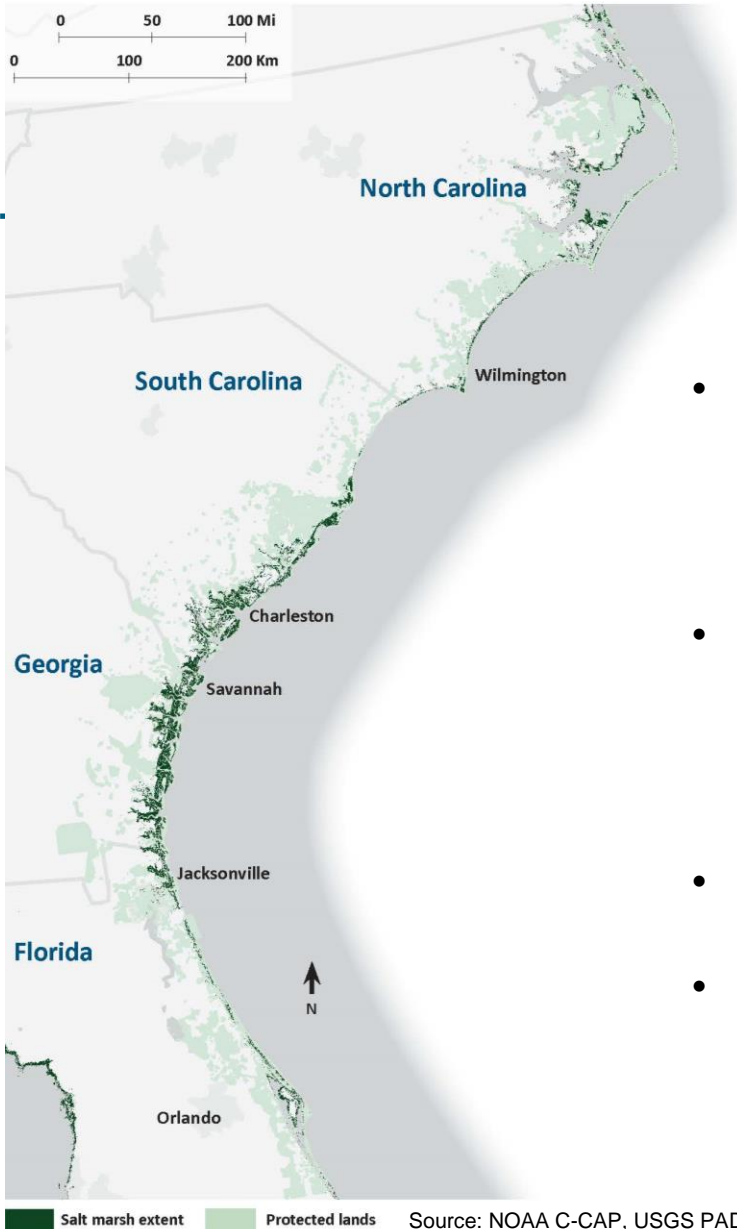 0 50 100 Mi
0 100 200 Km
North Carolina
South Carolina
Wilmington
•
Charleston
•
Georgia
Savannah
Jacksonville
•
Florida
•
N
Orlando
Salt marsh extent Protected lands Source: NOAA C-CAP, USGS PAD